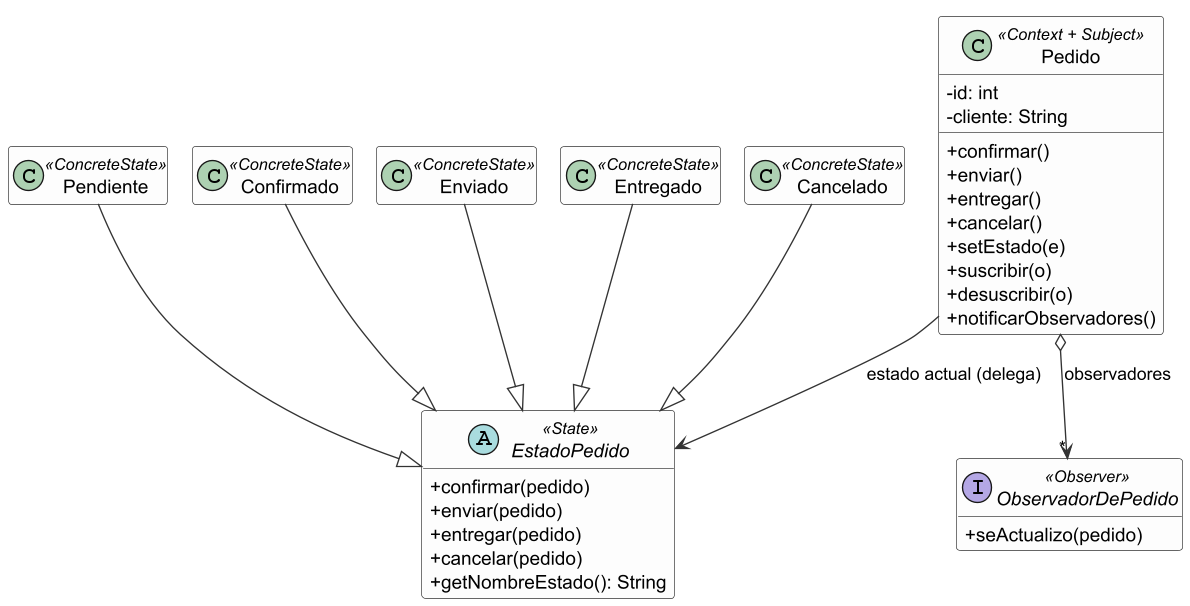 «Context + Subject»
C
Pedido
-id: int
-cliente: String
+confirmar()
+enviar()
+entregar()
+cancelar()
+setEstado(e)
+suscribir(o)
+desuscribir(o)
+notificarObservadores()
«ConcreteState»
C
Pendiente
«ConcreteState»
C
Confirmado
«ConcreteState»
C
Enviado
«ConcreteState»
C
Entregado
«ConcreteState»
C
Cancelado
estado actual (delega)
observadores
*
«State»
A
EstadoPedido
+confirmar(pedido)
+enviar(pedido)
+entregar(pedido)
+cancelar(pedido)
+getNombreEstado(): String
«Observer»
I
ObservadorDePedido
+seActualizo(pedido)